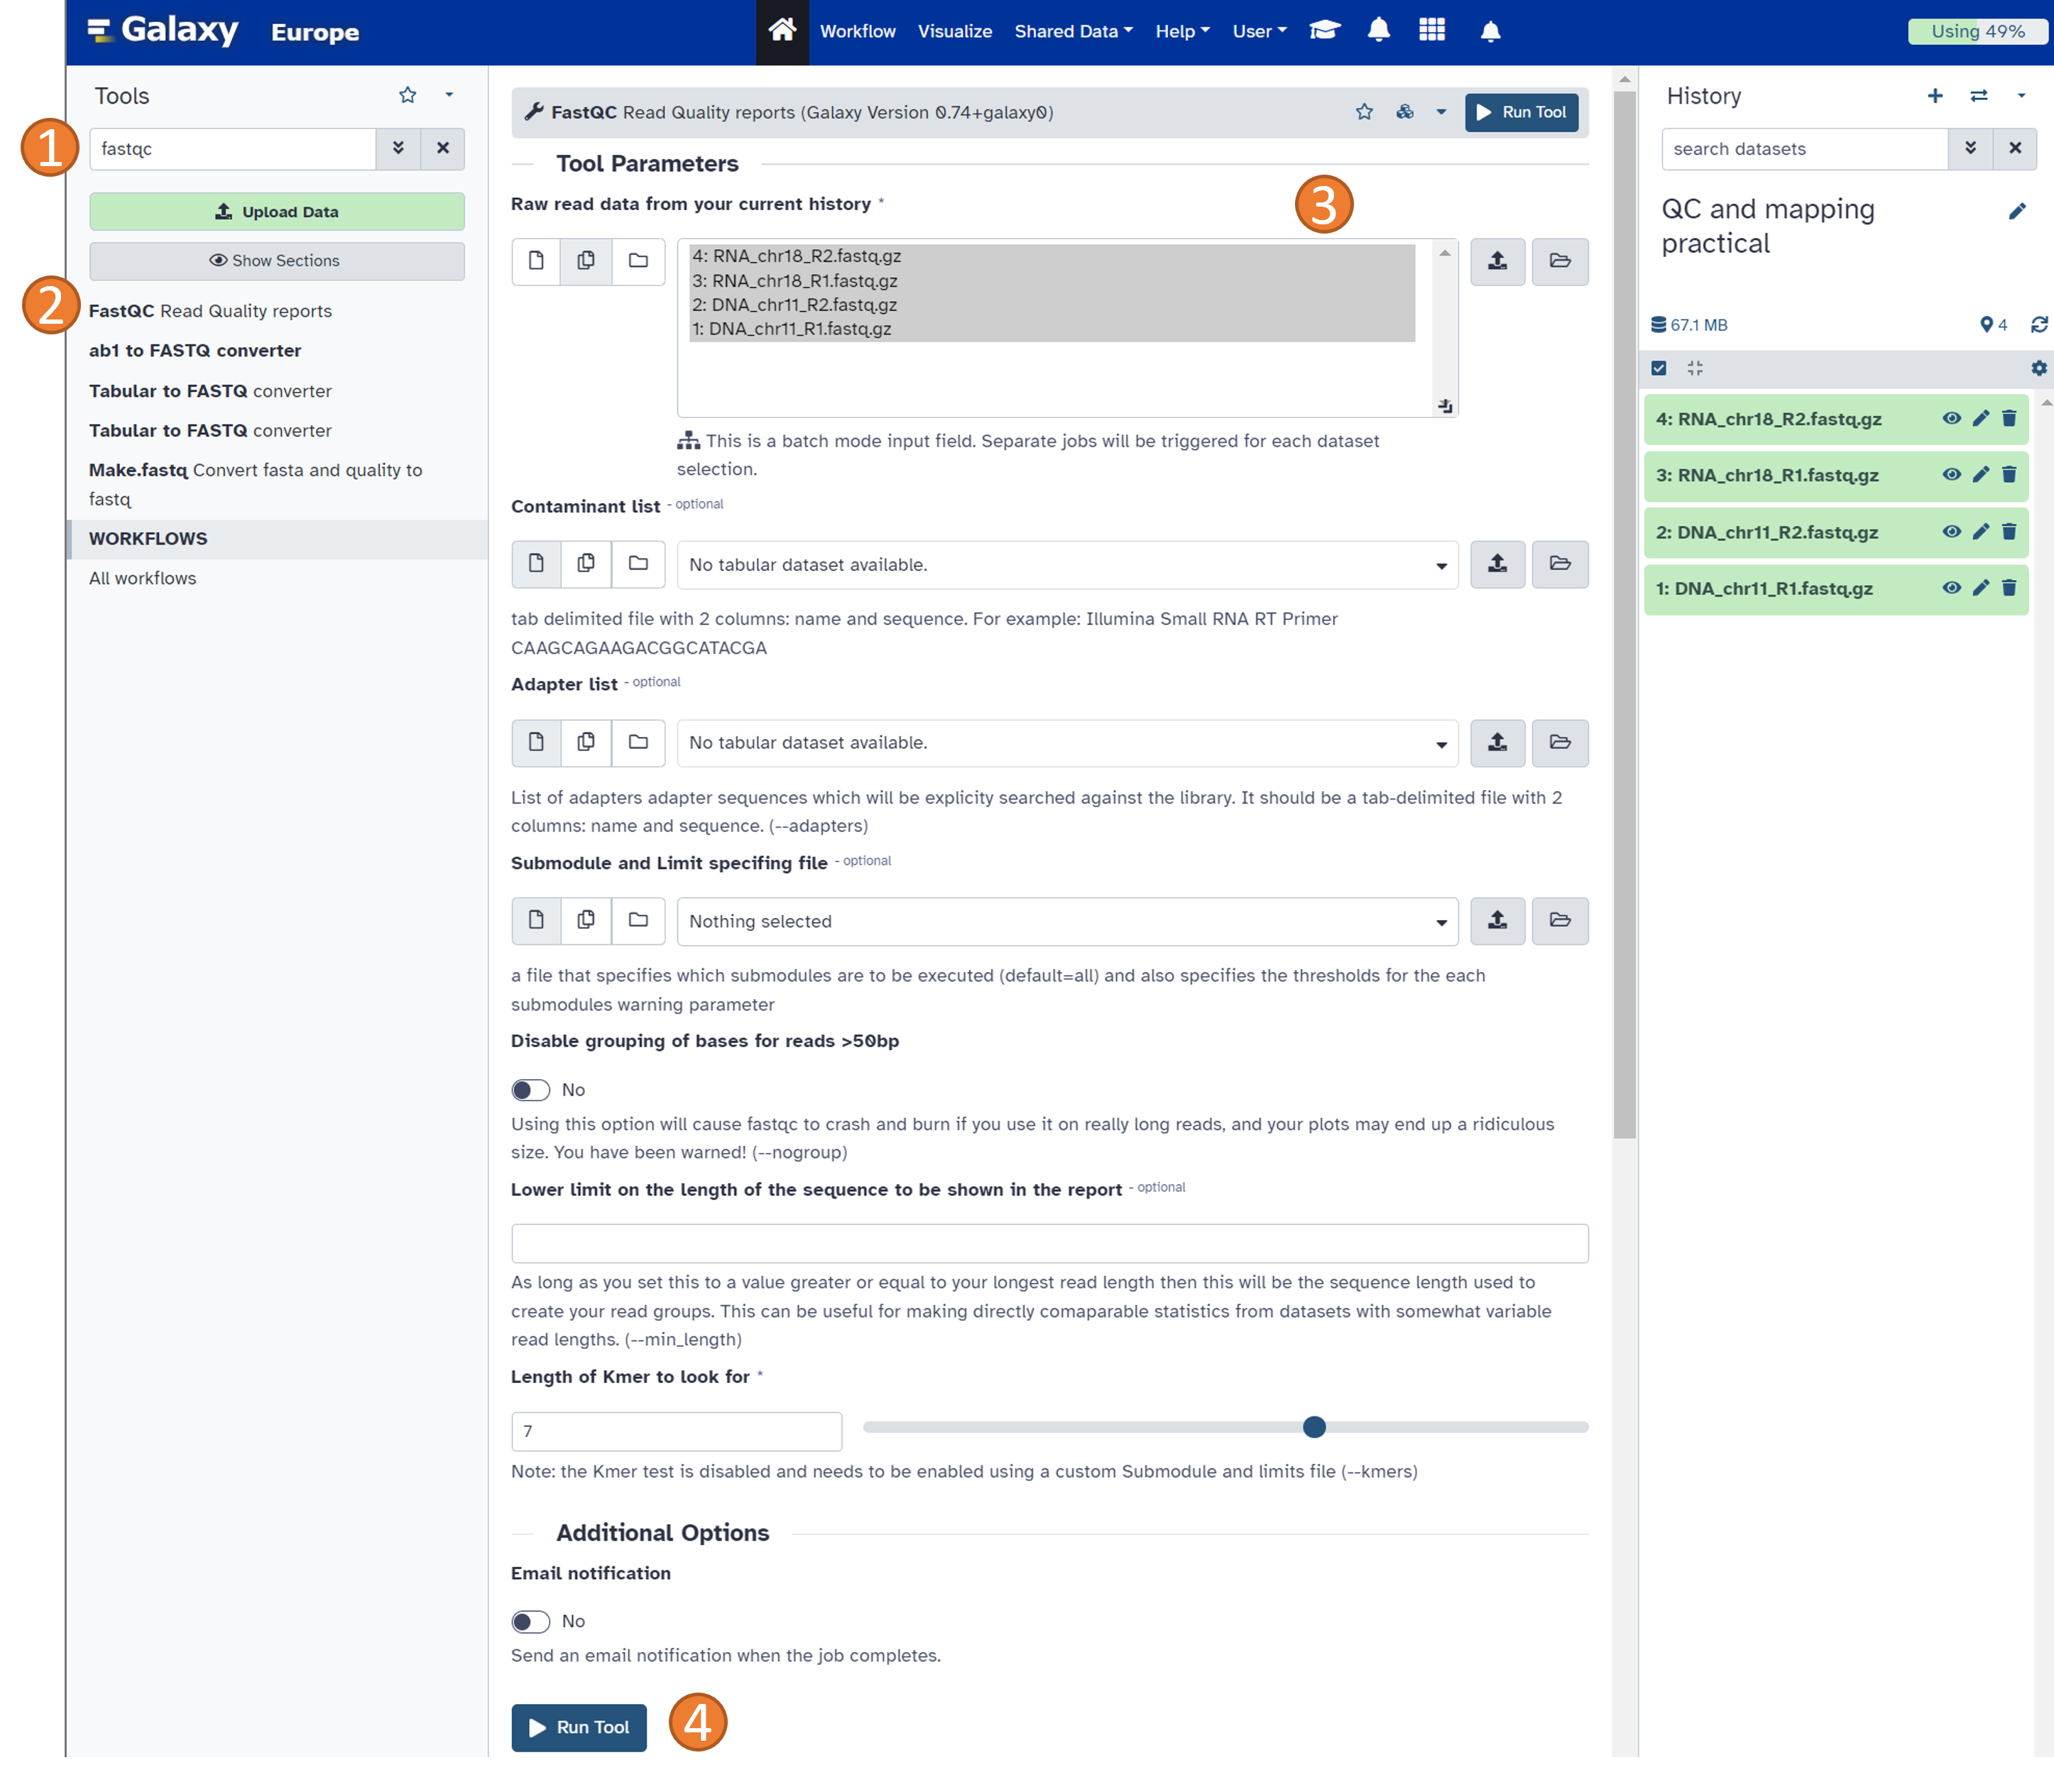 Galaxy Europe
Workflow Visualize Shared Data Help User
Using 49%
Tools
1
fastqc
Upload Data
Show Sections
2
FastQC Read Quality reports
ab1 to FASTQ converter
Tabular to FASTQ converter
Tabular to FASTQ converter
Make.fastq Convert fasta and quality to
fastq
WORKFLOWS
All workflows
FastQC Read Quality reports (Galaxy Version 0.74+galaxy0)
Run Tool
Tool Parameters
Raw read data from your current history *
3
4: RNA_chr18_R2.fastq.gz
3: RNA_chr18_R1.fastq.gz
2: DNA_chr11_R2.fastq.gz
1: DNA_chr11_R1.fastq.gz
This is a batch mode input field. Separate jobs will be triggered for each dataset
selection.
Contaminant list - optional
No tabular dataset available.
tab delimited file with 2 columns: name and sequence. For example: Illumina Small RNA RT Primer
CAAGCAGAAGACGGCATACGA
Adapter list - optional
No tabular dataset available.
List of adapters adapter sequences which will be explicity searched against the library. It should be a tab-delimited file with 2
columns: name and sequence. (--adapters)
Submodule and Limit specifing file - optional
Nothing selected
a file that specifies which submodules are to be executed (default=all) and also specifies the thresholds for the each
submodules warning parameter
Disable grouping of bases for reads >50bp
No
Using this option will cause fastqc to crash and burn if you use it on really long reads, and your plots may end up a ridiculous
size. You have been warned! (--nogroup)
Lower limit on the length of the sequence to be shown in the report - optional
As long as you set this to a value greater or equal to your longest read length then this will be the sequence length used to
create your read groups. This can be useful for making directly comaparable statistics from datasets with somewhat variable
read lengths. (--min_length)
Length of Kmer to look for *
7
Note: the Kmer test is disabled and needs to be enabled using a custom Submodule and limits file (--kmers)
Additional Options
Email notification
No
Send an email notification when the job completes.
Run Tool
4
History
search datasets
QC and mapping
practical
67.1 MB
4
4: RNA_chr18_R2.fastq.gz
3: RNA_chr18_R1.fastq.gz
2: DNA_chr11_R2.fastq.gz
1: DNA_chr11_R1.fastq.gz